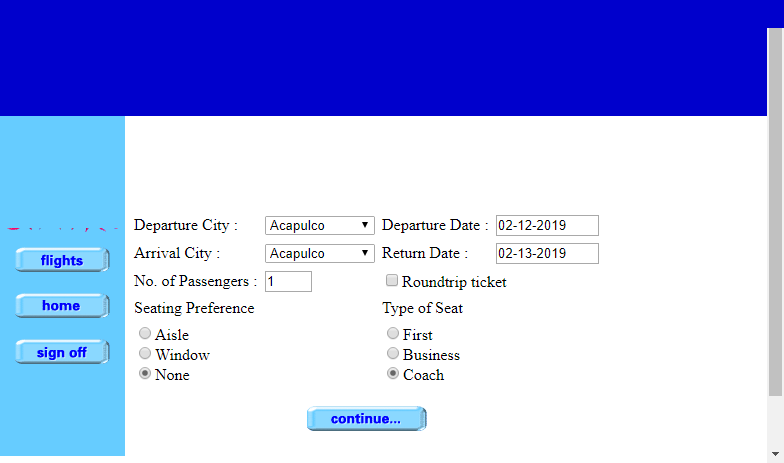 Departure City : Acapulco Departure Date : 02-12-2019
Arrival City : Acapulco Return Date : 02-13-2019
No. of Passengers : 1 Roundtrip ticket
Seating Preference Type of Seat
Aisle First
Window Business
None Coach
continue...
flights
home
sign off